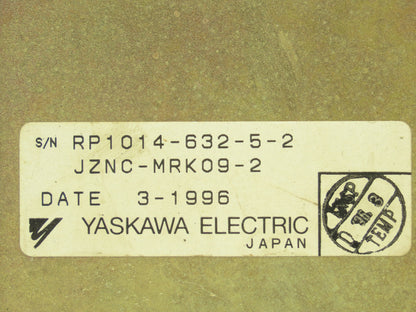 S/N RP1014-632-5-2
JZNC-MRK09-2
DATE 3-1996
YASKAWA ELECTRIC
JAPAN
TEMP